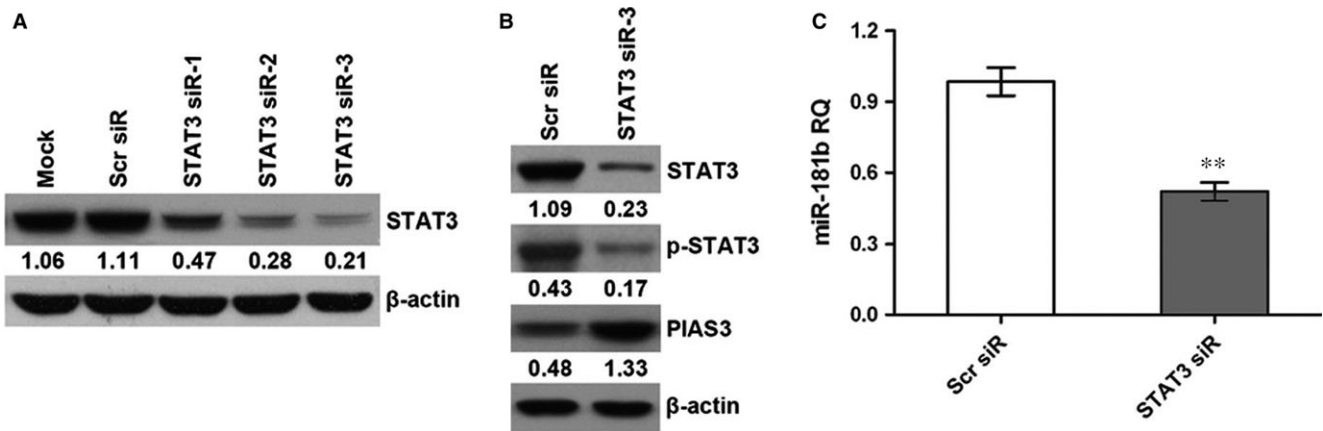 A
Mock
Scr siR
STAT3 siR-1
STAT3 siR-2
STAT3 siR-3
STAT3
1.06 1.11 0.47 0.28 0.21
β-actin
B
Scr siR
STAT3 siR-3
STAT3
1.09 0.23
p-STAT3
0.43 0.17
PIAS3
0.48 1.33
β-actin
C
miR-181b RQ
1.2
0.9
0.6
0.3
0.0
**
Scr siR
STAT3 siR